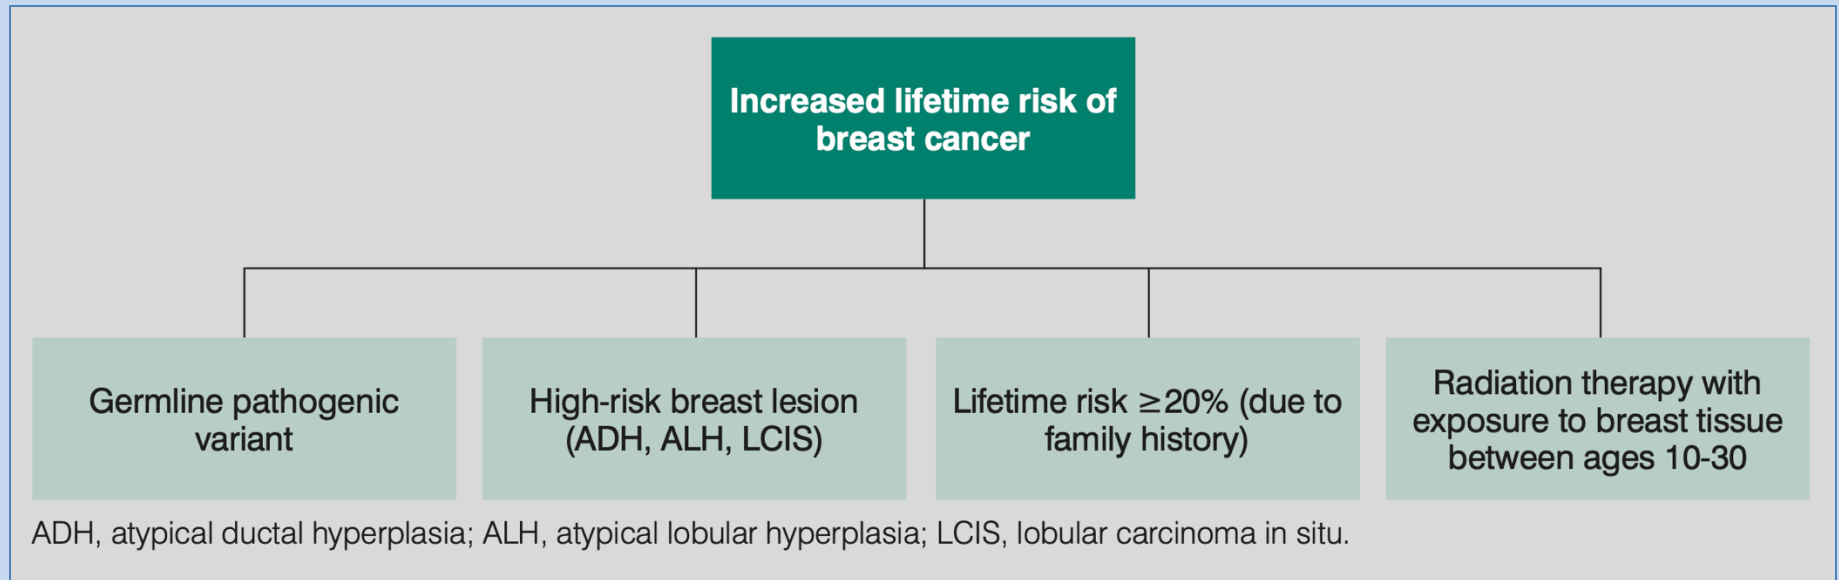 Increased lifetime risk of
breast cancer
Germline pathogenic
variant
High-risk breast lesion
(ADH, ALH, LCIS)
Lifetime risk ≥20% (due to
family history)
Radiation therapy with
exposure to breast tissue
between ages 10-30
ADH, atypical ductal hyperplasia; ALH, atypical lobular hyperplasia; LCIS, lobular carcinoma in situ.